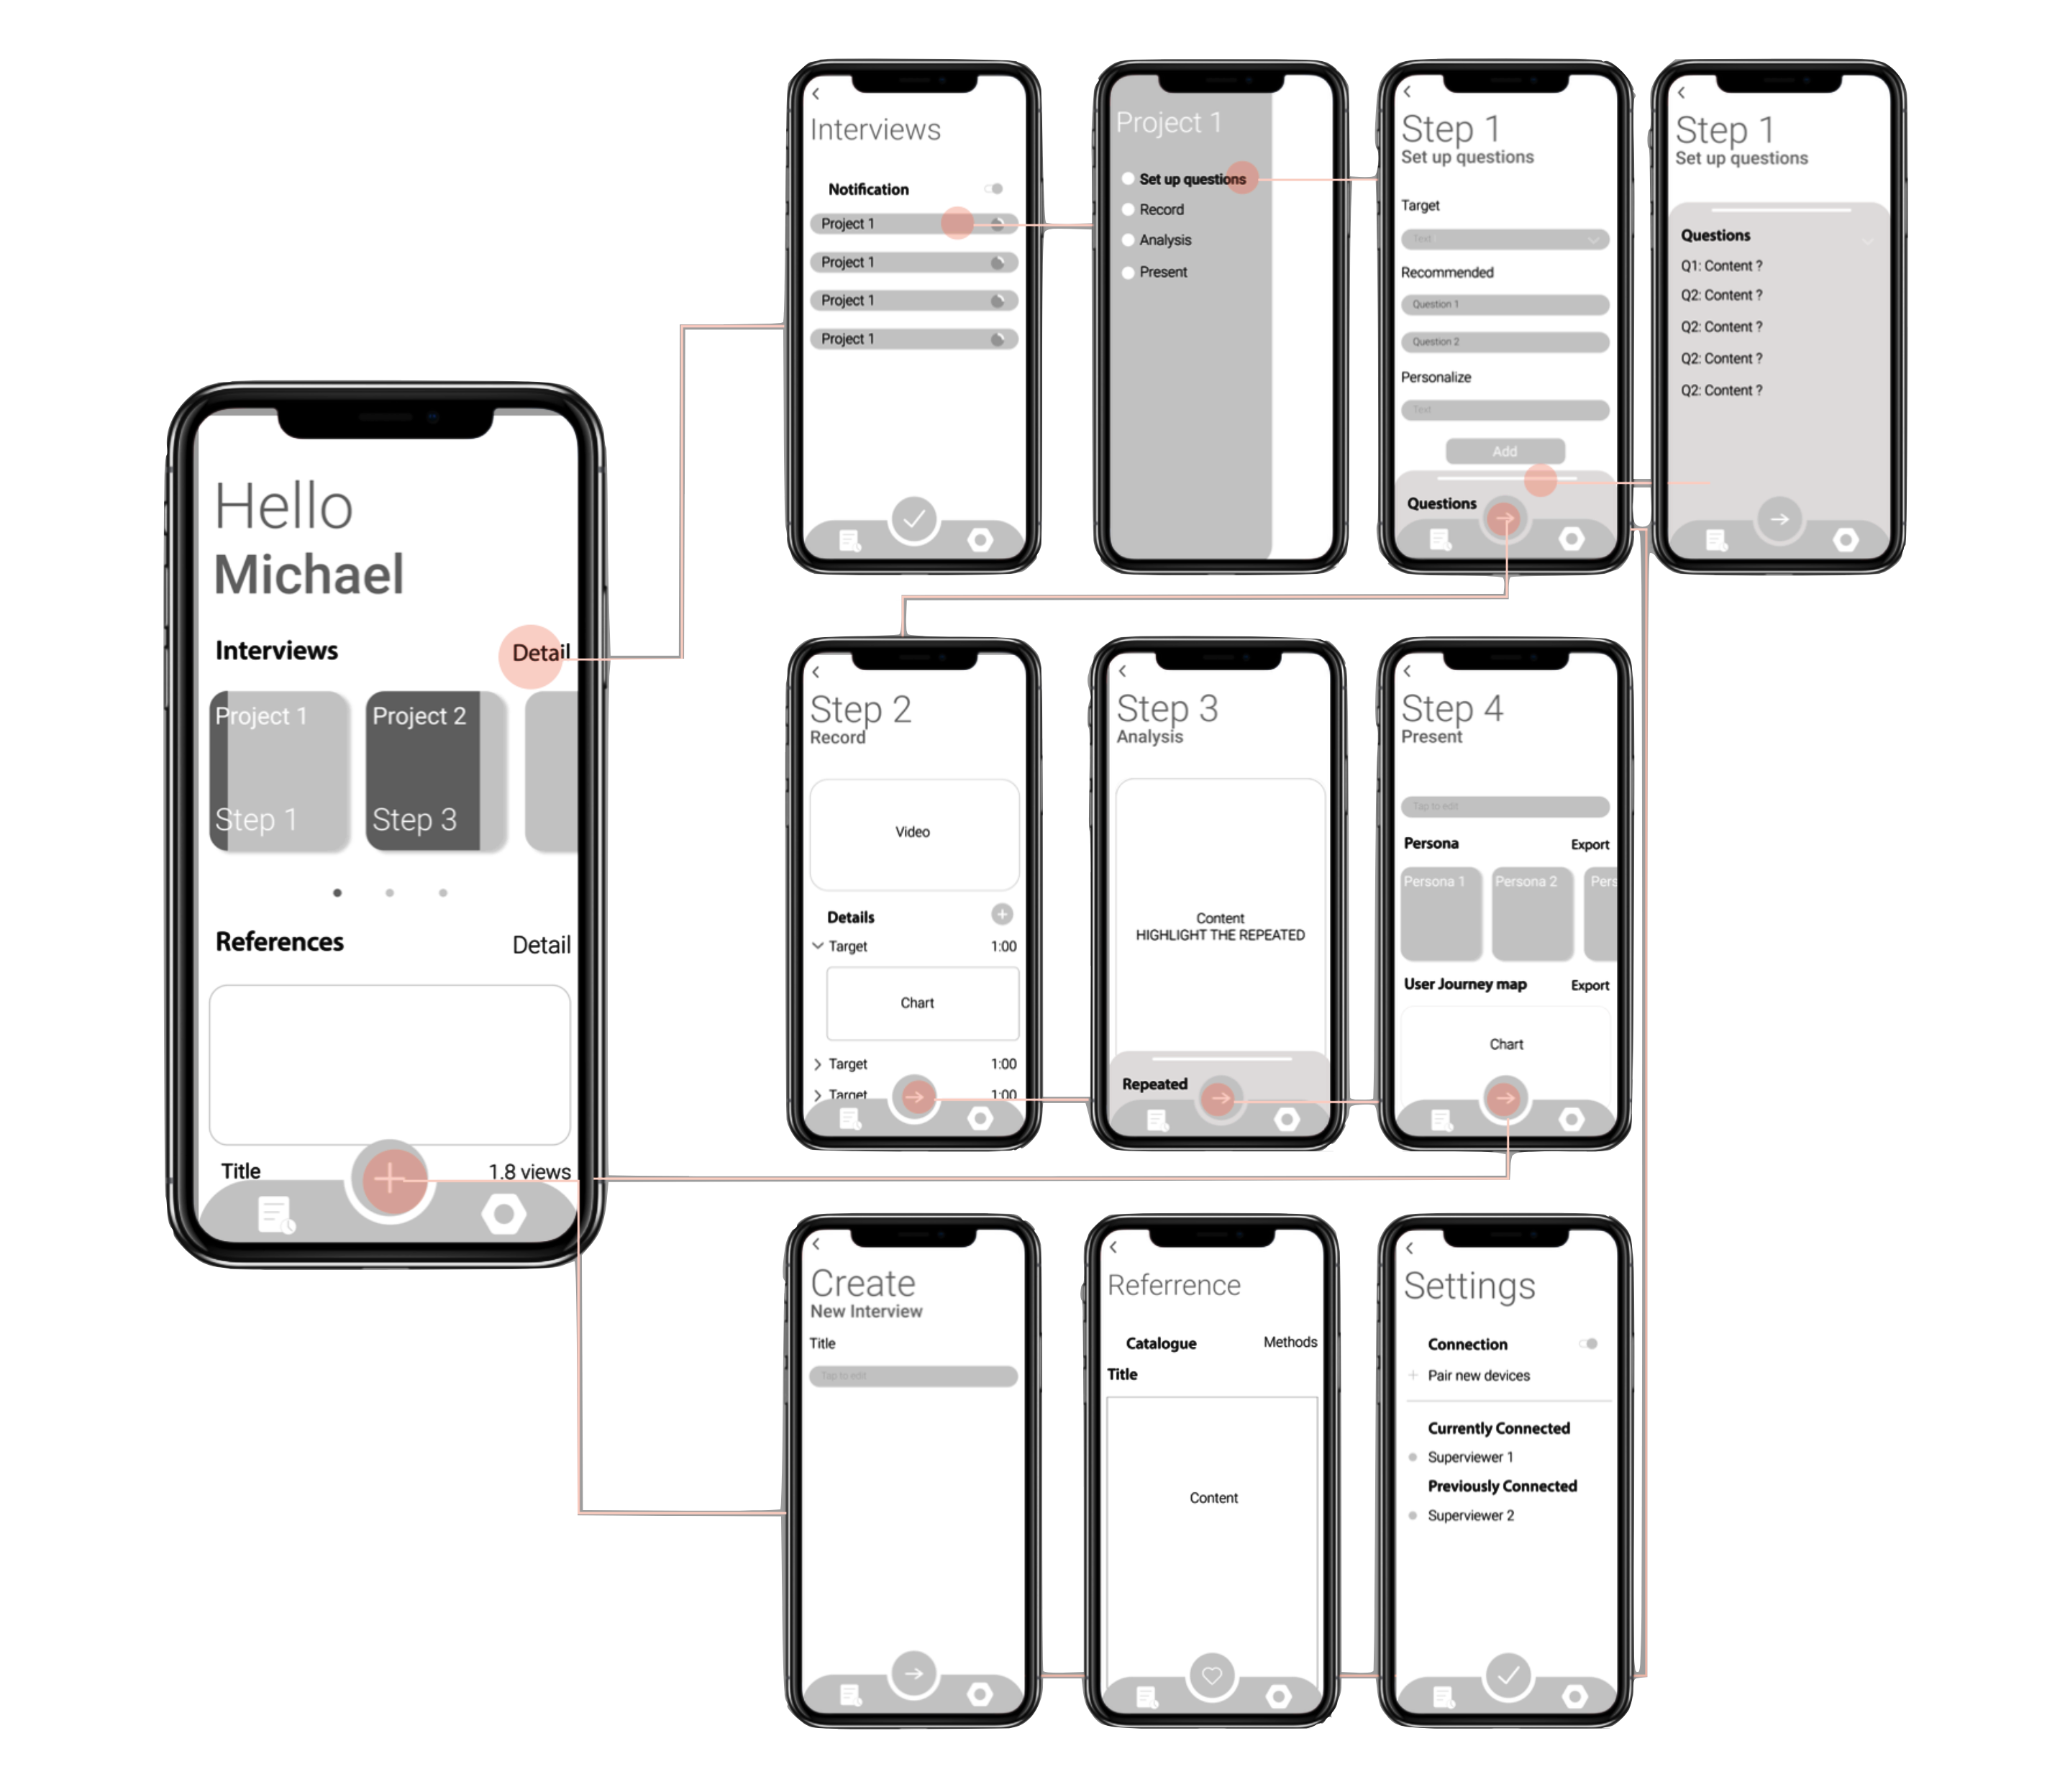 Hello
Michael
Interviews
Detail
Project 1
Step 1
Project 2
Step 3
References
Detail
Title
1.8 views
Interviews
Notification
Project 1
Project 1
Project 1
Project 1
Project 1
Set up questions
Record
Analysis
Present
Step 1
Set up questions
Target
Text
Recommended
Question 1
Question 2
Personalize
Text
Add
Questions
Step 1
Set up questions
Questions
Q1: Content ?
Q2: Content ?
Q2: Content ?
Q2: Content ?
Q2: Content ?
Step 2
Record
Video
Details
Target 1:00
Chart
Target 1:00
Target 1:00
Step 3
Analysis
Content
HIGHLIGHT THE REPEATED
Repeated
Step 4
Present
Tap to edit
Persona Export
Persona 1
Persona 2
Pers
User Journey map Export
Chart
Create
New Interview
Title
Tap to edit
Referrence
Catalogue Methods
Title
Content
Settings
Connection
Pair new devices
Currently Connected
Superviewer 1
Previously Connected
Superviewer 2